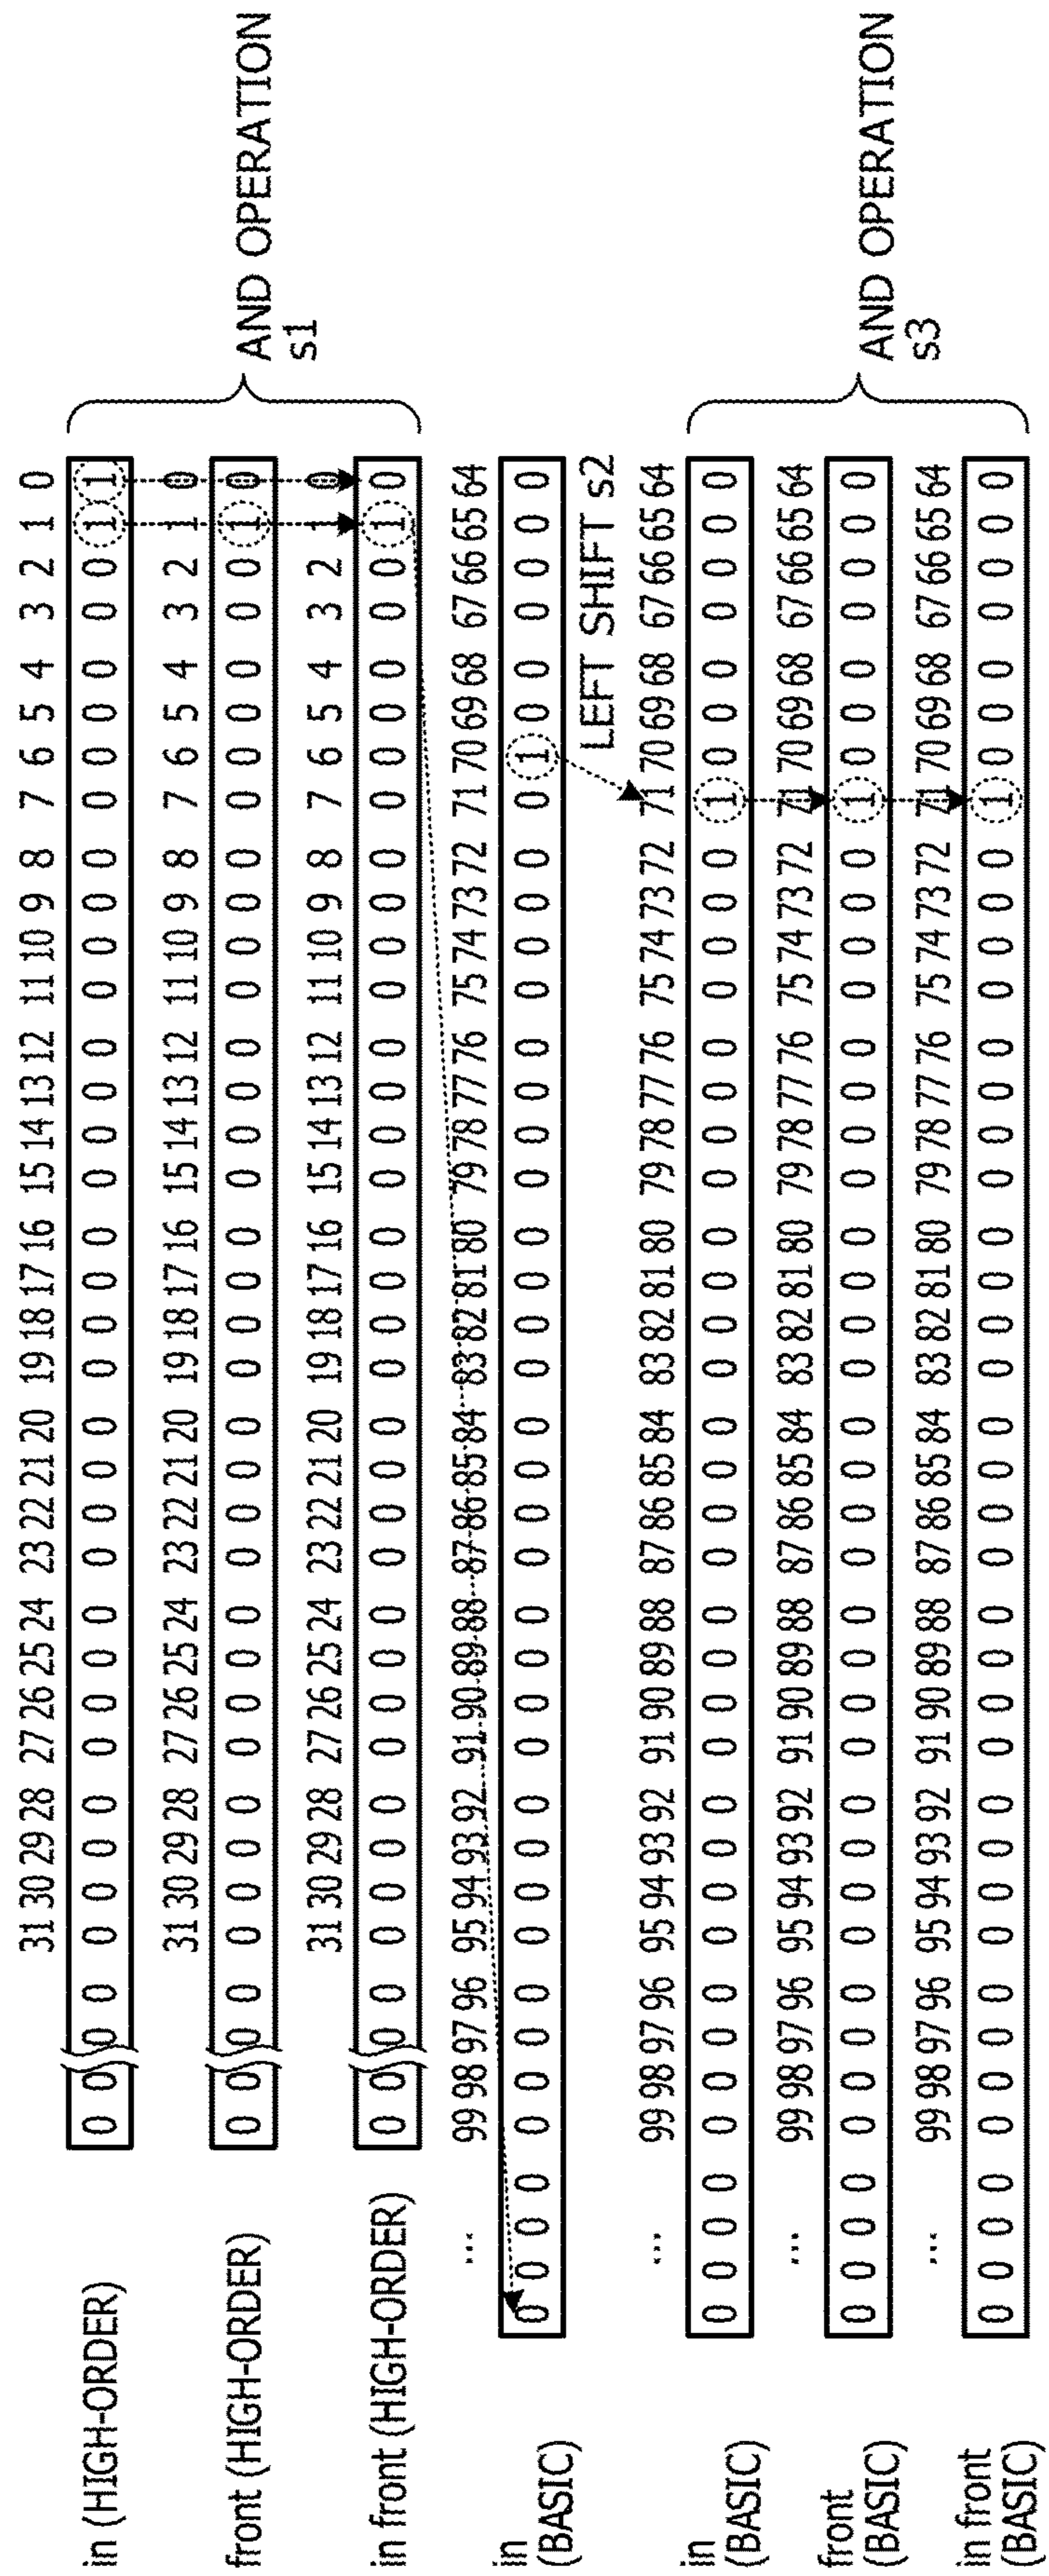 31 30 29 28 27 26 25 24 23 22 21 20 19 18 17 16 15 14 13 12 11 10 9 8 7 6 5 4 3 2 1 0
in (HIGH-ORDER) 0 0 0 0 0 0 0 0 0 0 0 0 0 0 0 0 0 0 0 0 0 0 0 0 0 0 0 0 0 0 0 0 0 0 1 1
31 30 29 28 27 26 25 24 23 22 21 20 19 18 17 16 15 14 13 12 11 10 9 8 7 6 5 4 3 2 1 0
front (HIGH-ORDER) 0 0 0 0 0 0 0 0 0 0 0 0 0 0 0 0 0 0 0 0 0 0 0 0 0 0 0 0 0 0 0 0 0 0 1 0
AND OPERATION
s1
31 30 29 28 27 26 25 24 23 22 21 20 19 18 17 16 15 14 13 12 11 10 9 8 7 6 5 4 3 2 1 0
in front (HIGH-ORDER) 0 0 0 0 0 0 0 0 0 0 0 0 0 0 0 0 0 0 0 0 0 0 0 0 0 0 0 0 0 0 0 0 0 0 1 0
... 99 98 97 96 95 94 93 92 91 90 89 88 87 86 85 84 83 82 81 80 79 78 77 76 75 74 73 72 71 70 69 68 67 66 65 64
in
(BASIC)
0 0 0 0 0 0 0 0 0 0 0 0 0 0 0 0 0 0 0 0 0 0 0 0 0 0 0 0 0 0 0 0 0 1 0 0 0 0 0 0
LEFT SHIFT s2
... 99 98 97 96 95 94 93 92 91 90 89 88 87 86 85 84 83 82 81 80 79 78 77 76 75 74 73 72 71 70 69 68 67 66 65 64
in
(BASIC)
0 0 0 0 0 0 0 0 0 0 0 0 0 0 0 0 0 0 0 0 0 0 0 0 0 0 0 0 0 0 0 0 1 0 0 0 0 0 0 0
... 99 98 97 96 95 94 93 92 91 90 89 88 87 86 85 84 83 82 81 80 79 78 77 76 75 74 73 72 71 70 69 68 67 66 65 64
front
(BASIC)
0 0 0 0 0 0 0 0 0 0 0 0 0 0 0 0 0 0 0 0 0 0 0 0 0 0 0 0 0 0 0 0 1 0 0 0 0 0 0 0
AND OPERATION
s3
... 99 98 97 96 95 94 93 92 91 90 89 88 87 86 85 84 83 82 81 80 79 78 77 76 75 74 73 72 71 70 69 68 67 66 65 64
in front
(BASIC)
0 0 0 0 0 0 0 0 0 0 0 0 0 0 0 0 0 0 0 0 0 0 0 0 0 0 0 0 0 0 0 0 1 0 0 0 0 0 0 0